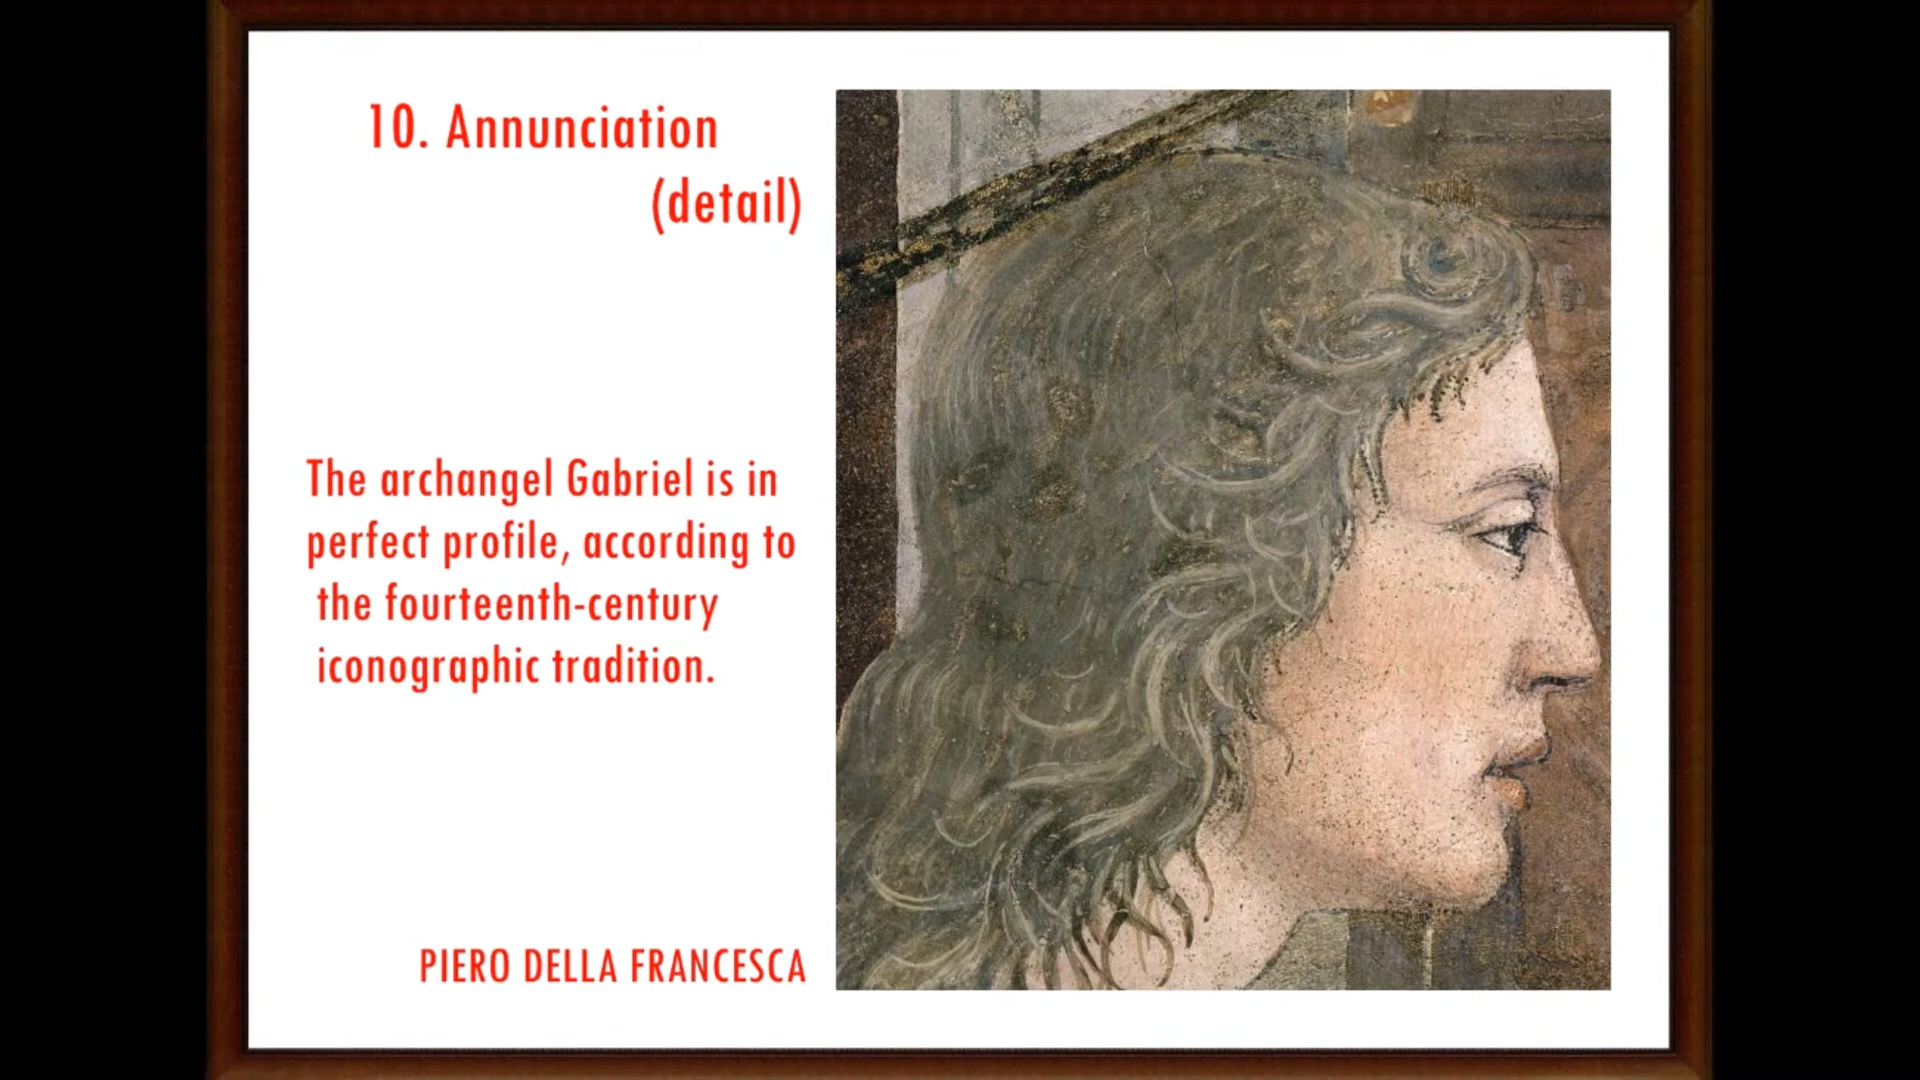 10. Annunciation
(detail)
The archangel Gabriel is in
perfect profile, according to
the fourteenth-century
iconographic tradition.
PIERO DELLA FRANCESCA